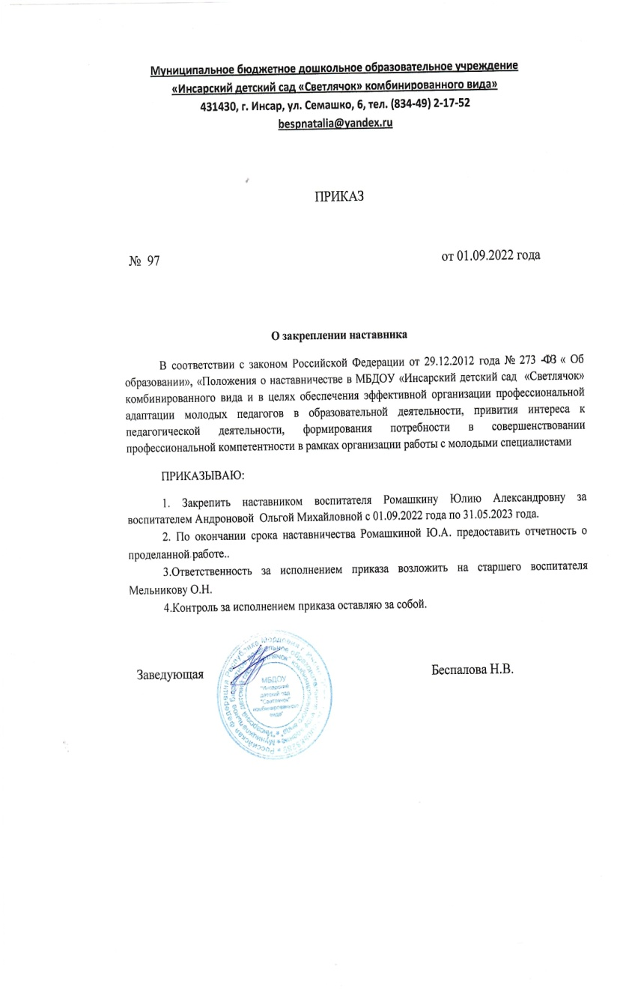 Муниципальное бюджетное дошкольное образовательное учреждение
«Инсарский детский сад «Светлячок» комбинированного вида»
431430, г. Инсар, ул. Семашко, 6, тел. (834-49) 2-17-52
bespnatalia@yandex.ru
ПРИКАЗ
№ 97
от 01.09.2022 года
О закреплении наставника
В соответствии с законом Российской Федерации от 29.12.2012 года № 273 -ФЗ « Об
образовании», «Положения о наставничестве в МБДОУ «Инсарский детский сад «Светлячок»
комбинированного вида и в целях обеспечения эффективной организации профессиональной
адаптации молодых педагогов в образовательной деятельности, привития интереса к
педагогической деятельности, формирования потребности в совершенствовании
профессиональной компетентности в рамках организации работы с молодыми специалистами
ПРИКАЗЫВАЮ:
1. Закрепить наставником воспитателя Ромашкину Юлию Александровну за
воспитателем Андроновой Ольгой Михайловной с 01.09.2022 года по 31.05.2023 года.
2. По окончании срока наставничества Ромашкиной Ю.А. предоставить отчетность о
проделанной работе..
3.Ответственность за исполнением приказа возложить на старшего воспитателя
Мельникову О.Н.
4.Контроль за исполнением приказа оставляю за собой.
Заведующая
Беспалова Н.В.
МБДОУ
"Инсарский
детский сад
"Светлячок"
комбинированного
вида"
Российская Федерация Республика Мордовия г.